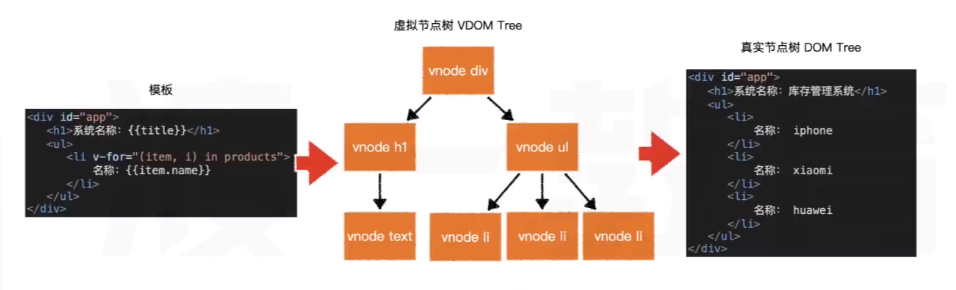 虚拟节点树 VDOM Tree
模板
<div id="app">
<h1>系统名称: {{title}}</h1>
<ul>
<li v-for="(item, i) in products">
名称: {{item.name}}
</li>
</ul>
</div>
vnode div
vnode h1
vnode ul
vnode text
vnode li
vnode li
vnode li
真实节点树 DOM Tree
<div id="app">
<h1>系统名称: 库存管理系统</h1>
<ul>
<li>
名称: iphone
</li>
<li>
名称: xiaomi
</li>
<li>
名称: huawei
</li>
</ul>
</div>